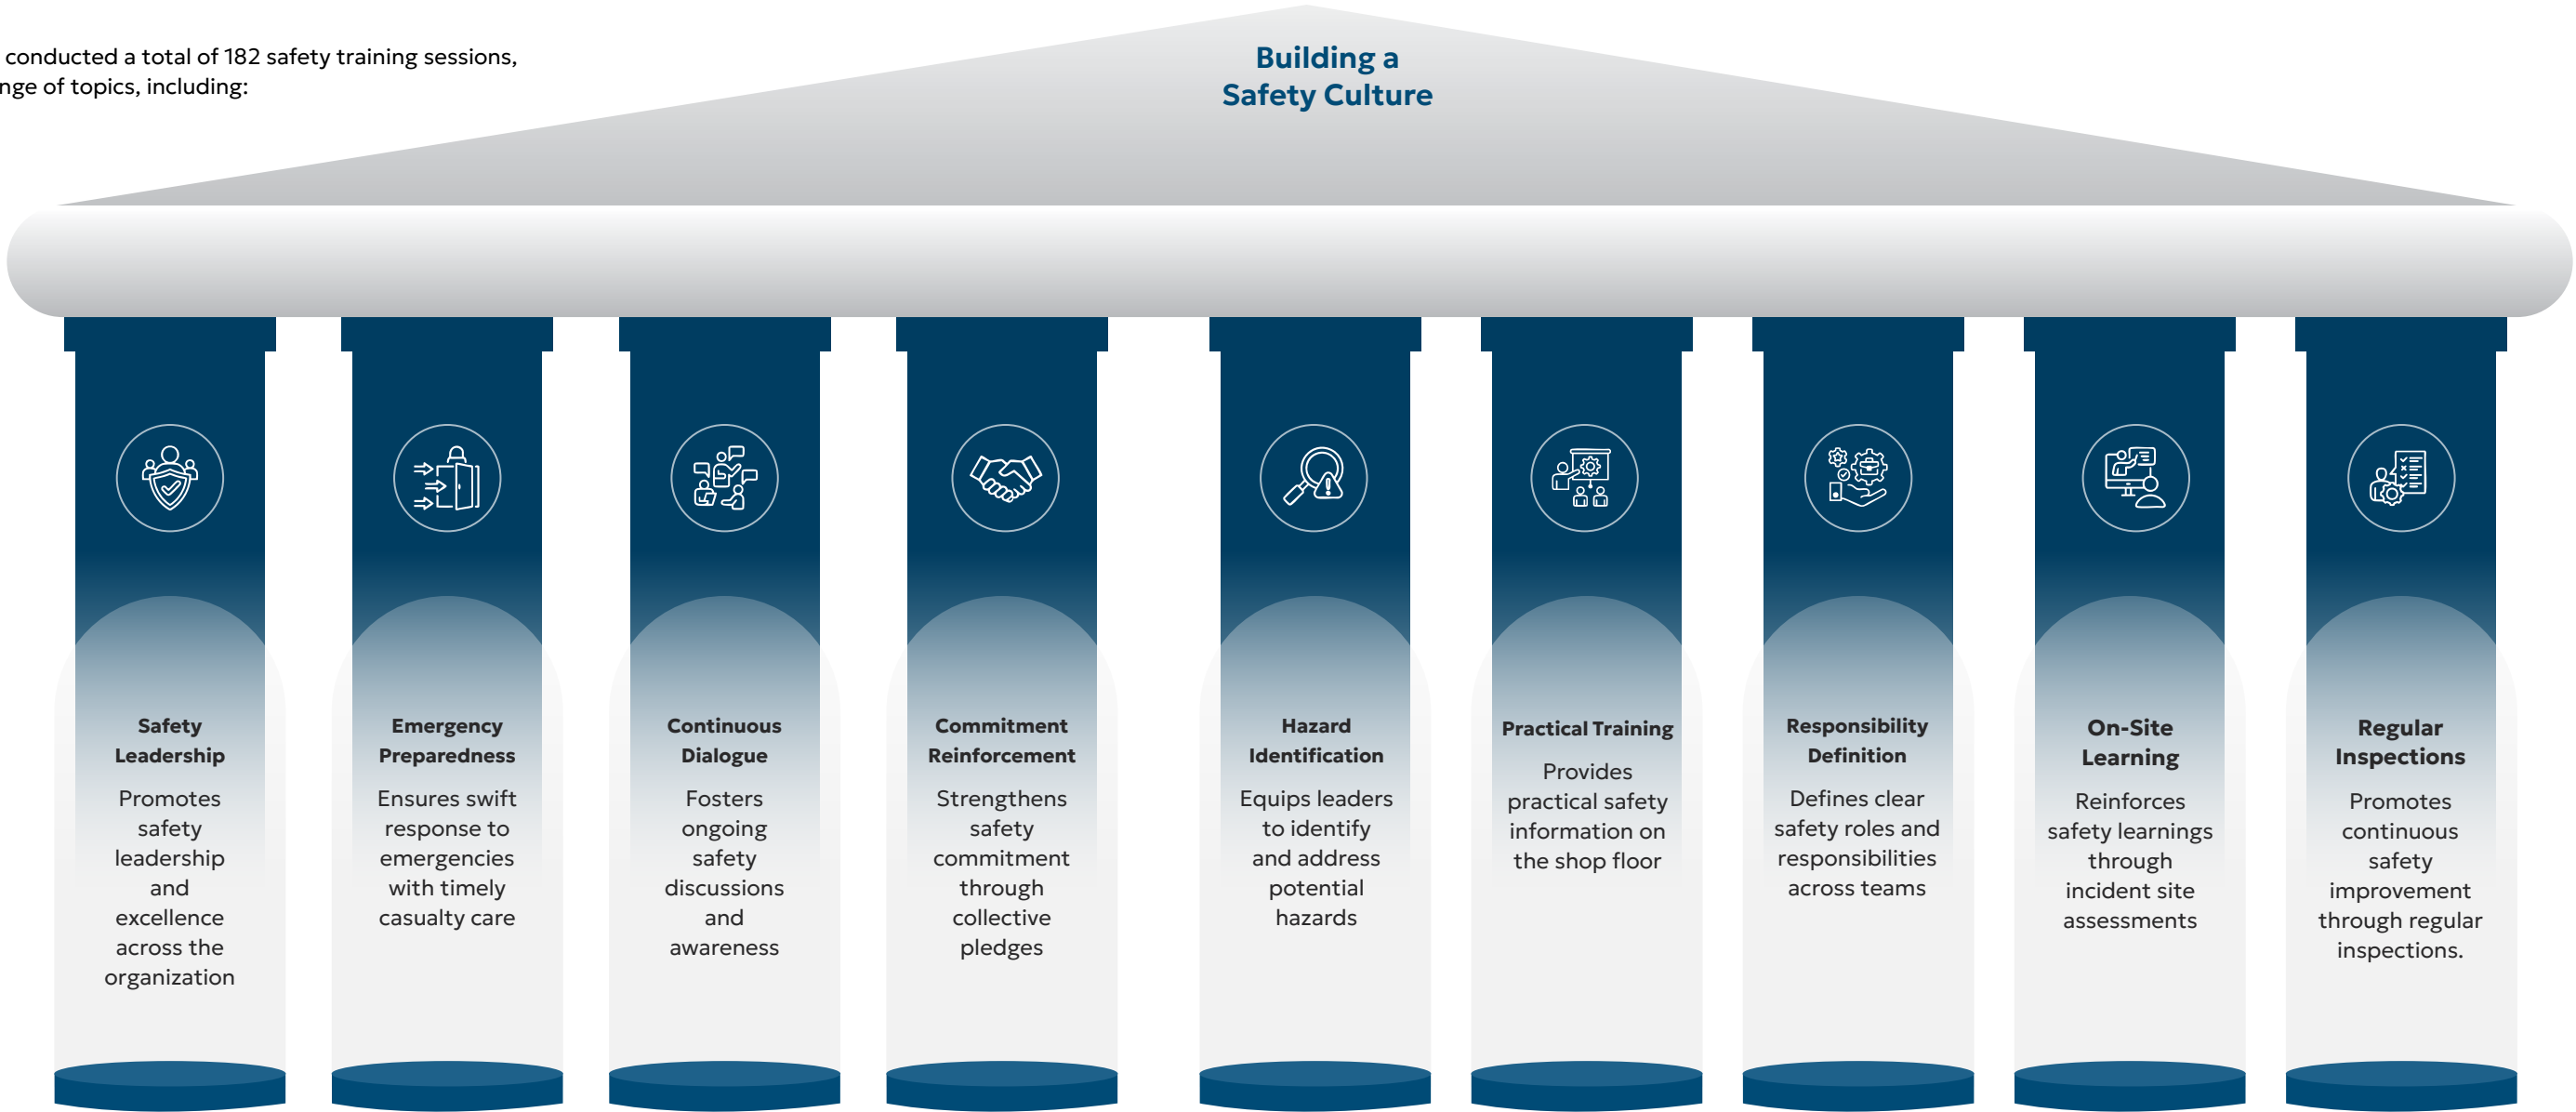 conducted a total of 182 safety training sessions,
nge of topics, including:
Building a
Safety Culture
Safety
Leadership
Promotes
safety
leadership
and
excellence
across the
organization
Emergency
Preparedness
Ensures swift
response to
emergencies
with timely
casualty care
Continuous
Dialogue
Fosters
ongoing
safety
discussions
and
awareness
Commitment
Reinforcement
Strengthens
safety
commitment
through
collective
pledges
Hazard
Identification
Equips leaders
to identify
and address
potential
hazards
Practical Training
Provides
practical safety
information on
the shop floor
Responsibility
Definition
Defines clear
safety roles and
responsibilities
across teams
On-Site
Learning
Reinforces
safety learnings
through
incident site
assessments
Regular
Inspections
Promotes
continuous
safety
improvement
through regular
inspections.